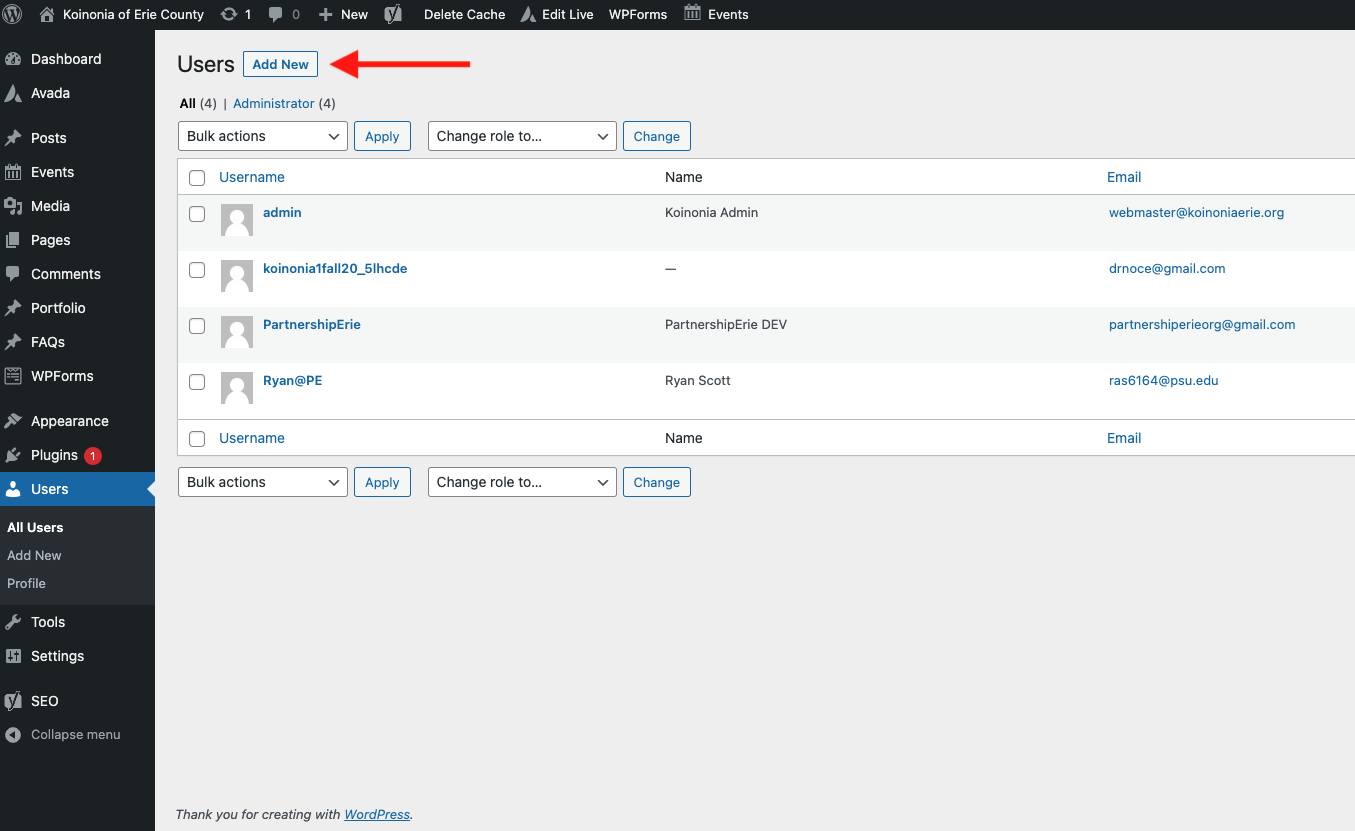 Koinonia of Erie County 1 0 New Delete Cache Edit Live WPForms Events
Dashboard
Avada
Posts
Events
Media
Pages
Comments
Portfolio
FAQs
WPForms
Appearance
Plugins 1
Users
All Users
Add New
Profile
Tools
Settings
SEO
Collapse menu
Users Add New
All (4) | Administrator (4)
Bulk actions Apply Change role to... Change
Username Name Email
admin Koinonia Admin webmaster@koinoniaerie.org
koinonia1fall20_5lhcde — drnoce@gmail.com
PartnershipErie PartnershipErie DEV partnershiperieorg@gmail.com
Ryan@PE Ryan Scott ras6164@psu.edu
Username Name Email
Bulk actions Apply Change role to... Change
Thank you for creating with WordPress.